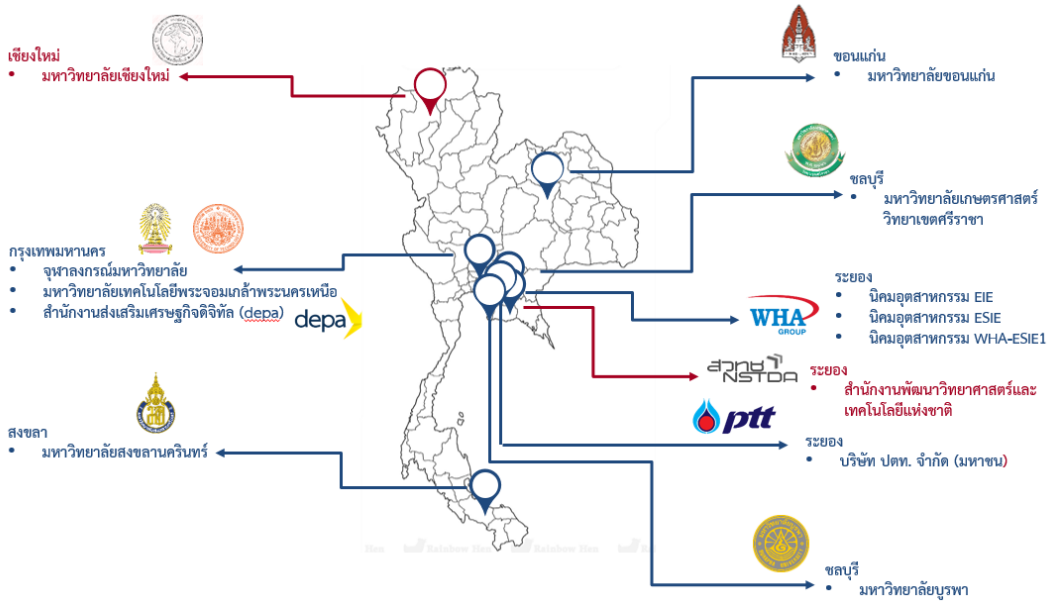 เชียงใหม่
• มหาวิทยาลัยเชียงใหม่
ขอนแก่น
• มหาวิทยาลัยขอนแก่น
ชลบุรี
• มหาวิทยาลัยเกษตรศาสตร์
วิทยาเขตศรีราชา
กรุงเทพมหานคร
• จุฬาลงกรณ์มหาวิทยาลัย
• มหาวิทยาลัยเทคโนโลยีพระจอมเกล้าพระนครเหนือ
• สำนักงานส่งเสริมเศรษฐกิจดิจิทัล (depa)
depa
ระยอง
• นิคมอุตสาหกรรม EIE
• นิคมอุตสาหกรรม ESIE
• นิคมอุตสาหกรรม WHA-ESIE1
WHA
GROUP
สวทช
NSTDA
ระยอง
• สำนักงานพัฒนาวิทยาศาสตร์และ
เทคโนโลยีแห่งชาติ
ptt
ระยอง
• บริษัท ปตท. จำกัด (มหาชน)
สงขลา
• มหาวิทยาลัยสงขลานครินทร์
Han Rainbow Han Rainbow Han Ra
ชลบุรี
• มหาวิทยาลัยบูรพา